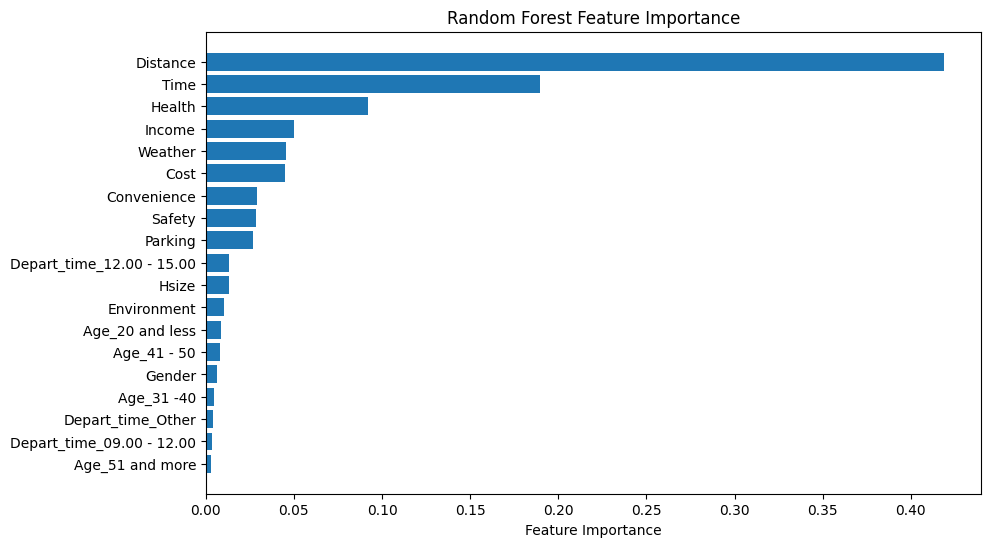 Random Forest Feature Importance
Distance
Time
Health
Income
Weather
Cost
Convenience
Safety
Parking
Depart_time_12.00 - 15.00
Hsize
Environment
Age_20 and less
Age_41 - 50
Gender
Age_31 -40
Depart_time_Other
Depart_time_09.00 - 12.00
Age_51 and more
0.00 0.05 0.10 0.15 0.20 0.25 0.30 0.35 0.40
Feature Importance